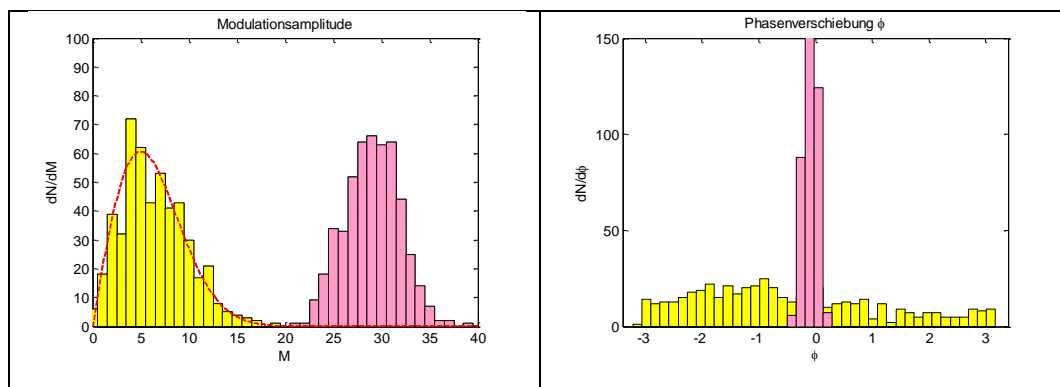 Modulationsamplitude
100
90
80
70
60
50
40
30
20
10
0
dN/dM
0 5 10 15 20 25 30 35 40
M
Phasenverschiebung ϕ
150
100
50
0
dN/dϕ
-3 -2 -1 0 1 2 3
ϕ